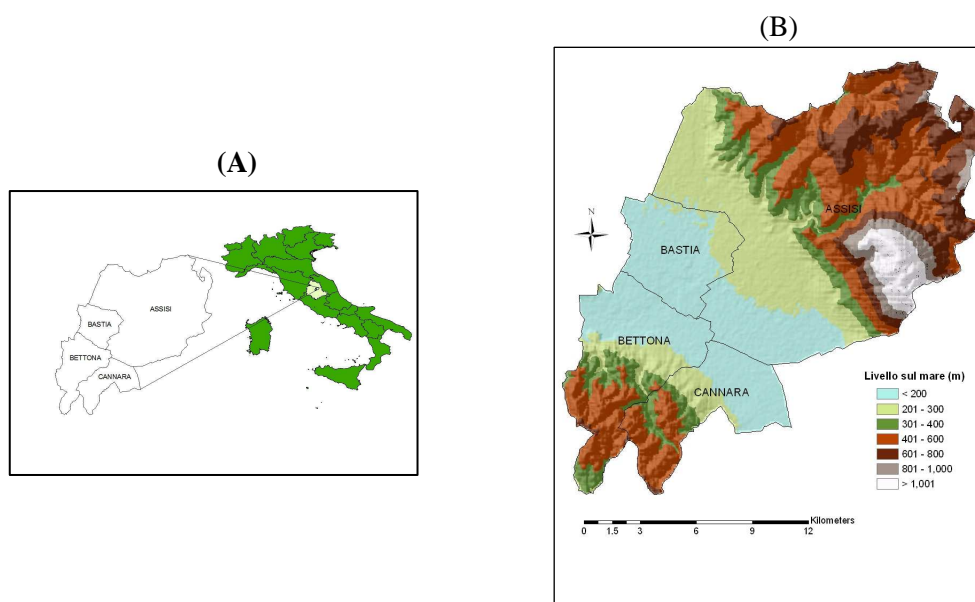 (A)
ASSISI
BASTIA
BETTONA
CANNARA
(B)
N
ASSISI
BASTIA
BETTONA
CANNARA
Livello sul mare (m)
< 200
201 - 300
301 - 400
401 - 600
601 - 800
801 - 1,000
> 1,001
Kilometers
0 1.5 3 6 9 12